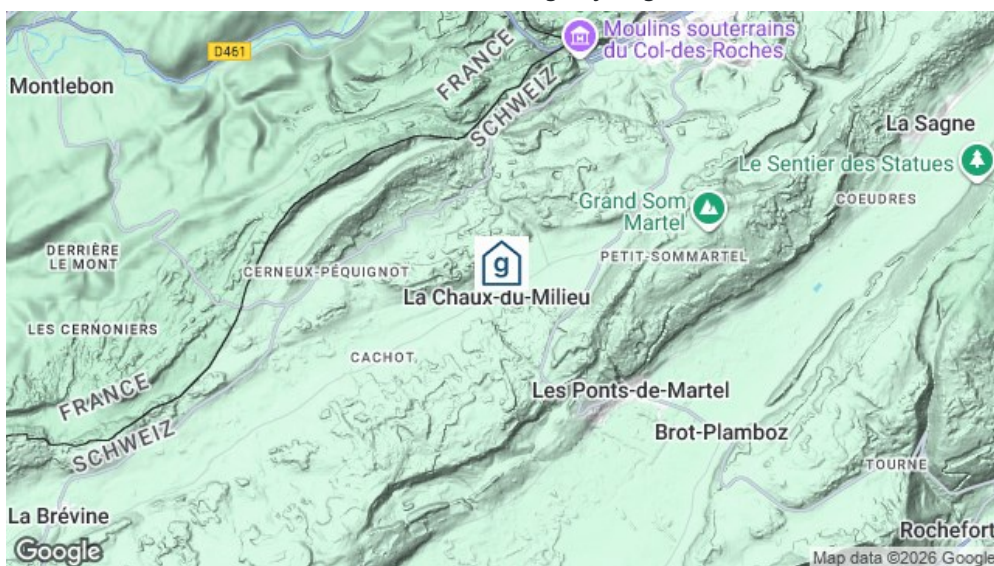 Moulins souterrains
du Col-des-Roches
D461
FRANCE
SCHWEIZ
Montlebon
La Sagne
Le Sentier des Statues
Grand Som
Martel
COEUDRES
DERRIÈRE
LE MONT
CERNEUX-PÉQUIGNOT
g
PETIT-SOMMARTEL
La Chaux-du-Milieu
LES CERNONIERS
CACHOT
FRANCE
SCHWEIZ
Les Ponts-de-Martel
Brot-Plamboz
TOURNE
La Brévine
Rochefort
Google
Map data ©2026 Google